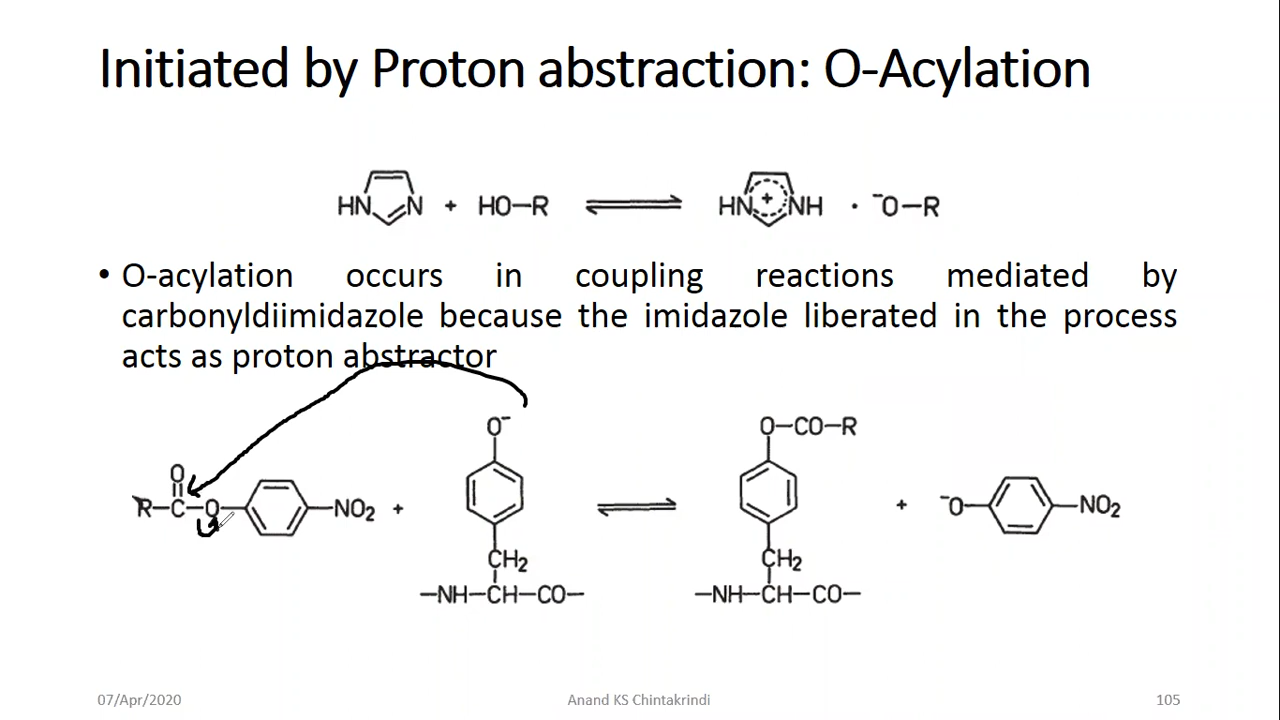 Initiated by Proton abstraction: O-Acylation
HN N + HO–R ⇌ HN + NH · ⁻O–R
• O-acylation occurs in coupling reactions mediated by
carbonyldiimidazole because the imidazole liberated in the process
acts as proton abstractor
O⁻ O–CO–R
O
R–C–O– –NO₂ + + ⁻O– –NO₂
CH₂ CH₂
–NH–CH–CO– –NH–CH–CO–
07/Apr/2020 Anand KS Chintakrindi 105